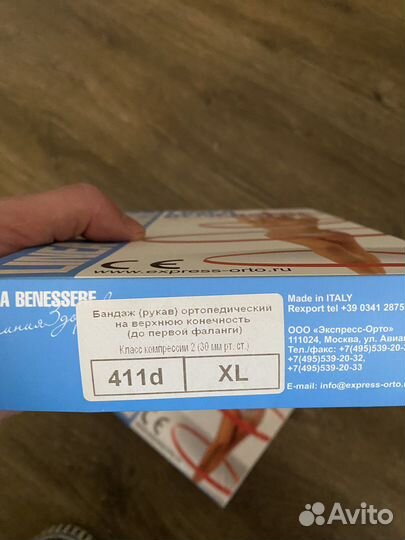 CE
www.express-orto.ru
A BENESSERE
Бандаж (рукав) ортопедический
на верхнюю конечность
(до первой фаланги)
Класс компрессии 2 (30 мм рт. ст.)
411d
XL
Made in ITALY
Rexport tel +39 0341 2875
ООО «Экспресс-Орто»
111024, Москва, ул. Авиа
Тел./факс: +7(495)539-20-
+7(495)539-20-32,
+7(495)539-20-33
E-mail: info@express-orto.
CE
Avito